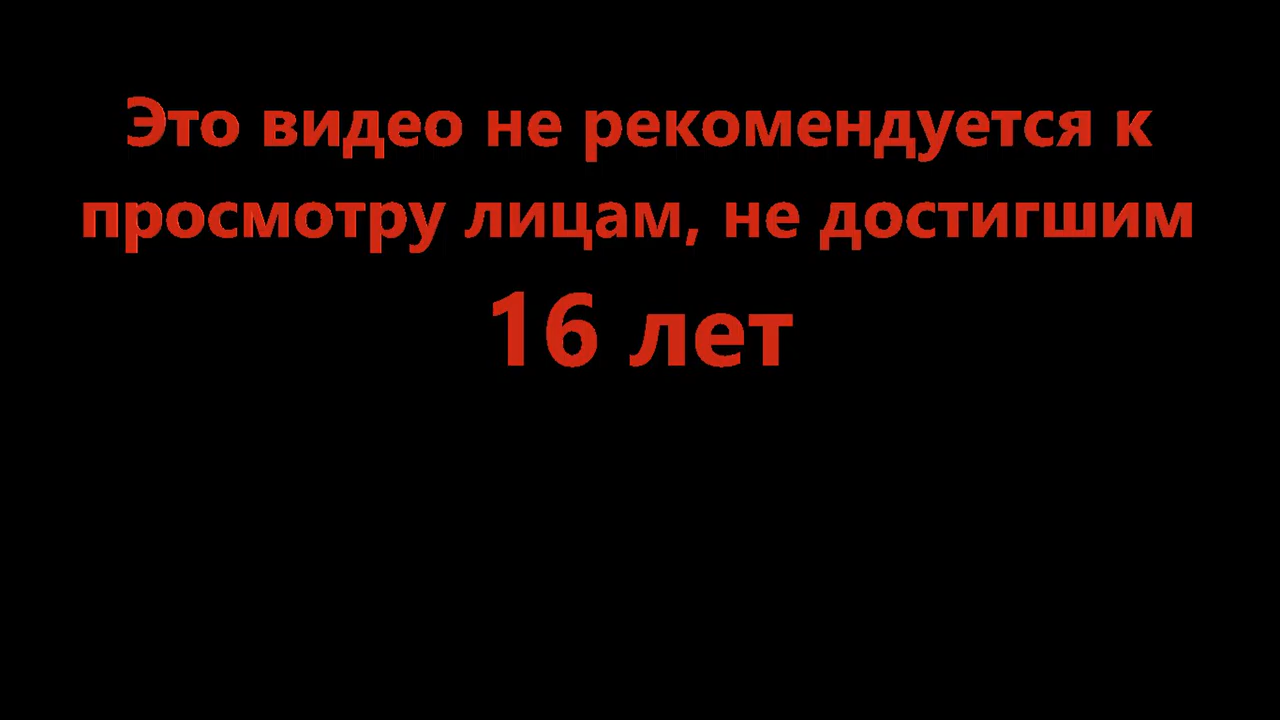 Это видео не рекомендуется к
просмотру лицам, не достигшим
16 лет